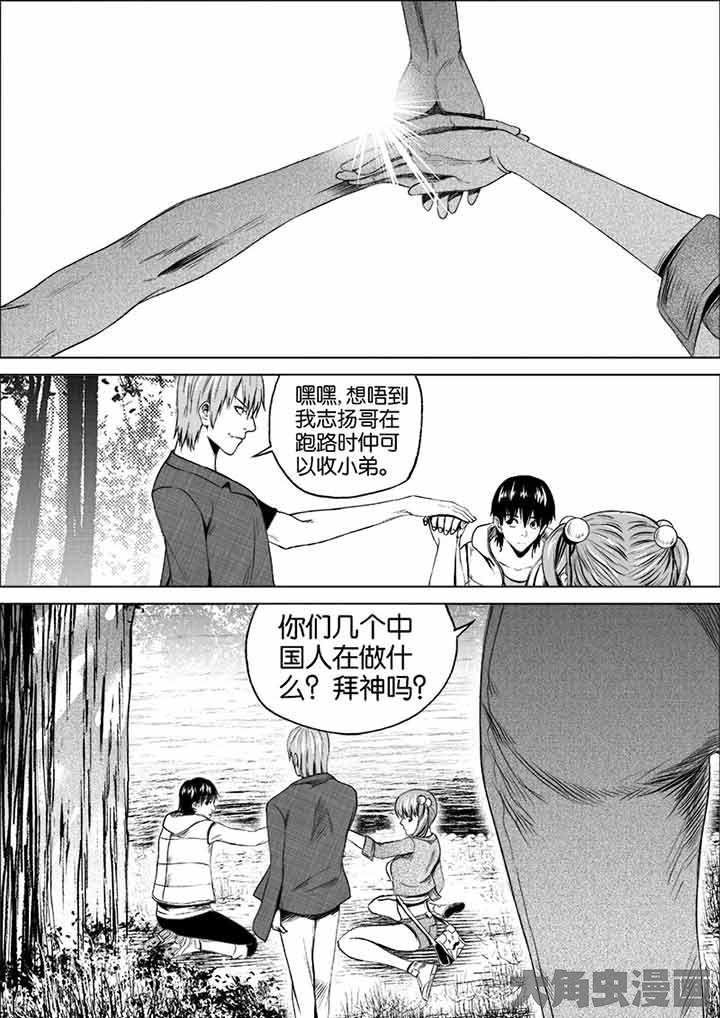 嘿嘿,想唔到
我志扬哥在
跑路时仲可
以收小弟。
你们几个中
国人在做什
么?拜神吗?
大角虫漫画